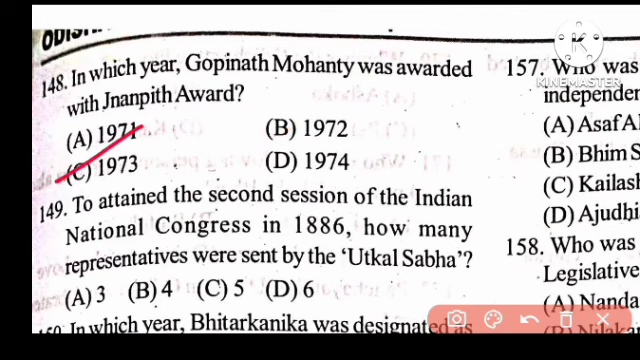 148. In which year, Gopinath Mohanty was awarded
with Jnanpith Award?
(A) 1971 (B) 1972
(C) 1973 (D) 1974
149. To attained the second session of the Indian
National Congress in 1886, how many
representatives were sent by the ‘Utkal Sabha’?
(A) 3 (B) 4 (C) 5 (D) 6
In which year, Bhitarkanika was designated as
157. Who was
independen
(A) Asaf A
(B) Bhim S
(C) Kailash
(D) Ajudhi
158. Who was
Legislative
(A) Nanda
K
KINEMASTER